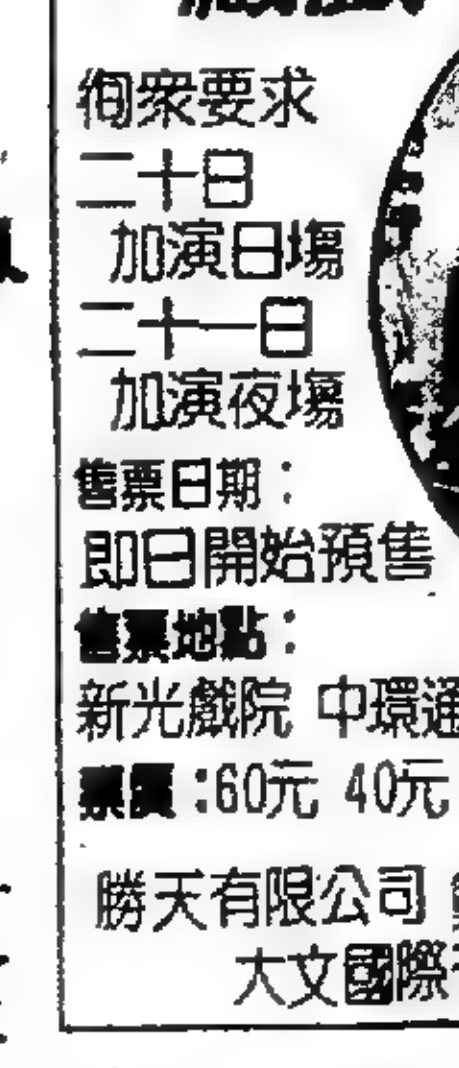 徇眾要求
二十日
加演日場
二十一日
加演夜場
售票日期：
即日開始預售
售票地點：
新光戲院 中環通
票價：60元 40元
勝天有限公司
大文國際